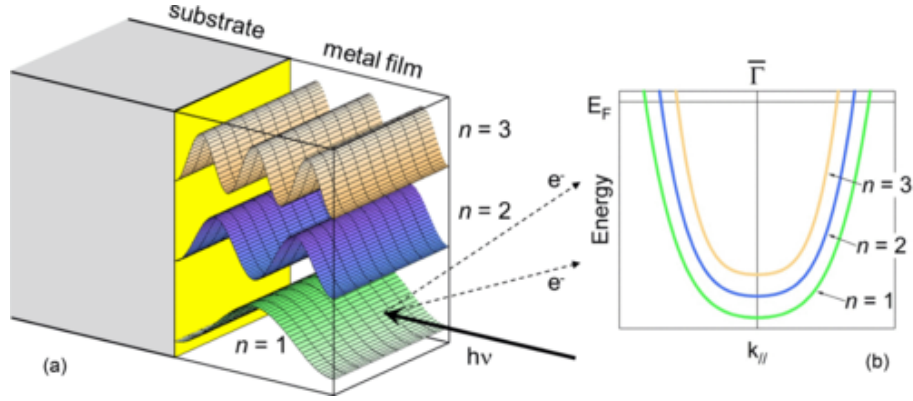 substrate
metal film
n = 3
n = 2
n = 1
e-
e-
hν
(a)
Γ̅
E_F
Energy
n = 3
n = 2
n = 1
k_//
(b)